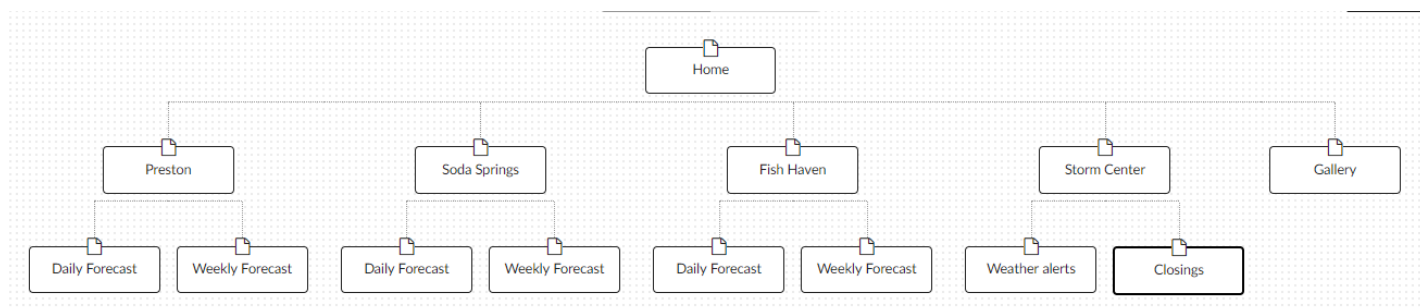 Home
Preston
Soda Springs
Fish Haven
Storm Center
Gallery
Daily Forecast
Weekly Forecast
Daily Forecast
Weekly Forecast
Daily Forecast
Weekly Forecast
Weather alerts
Closings